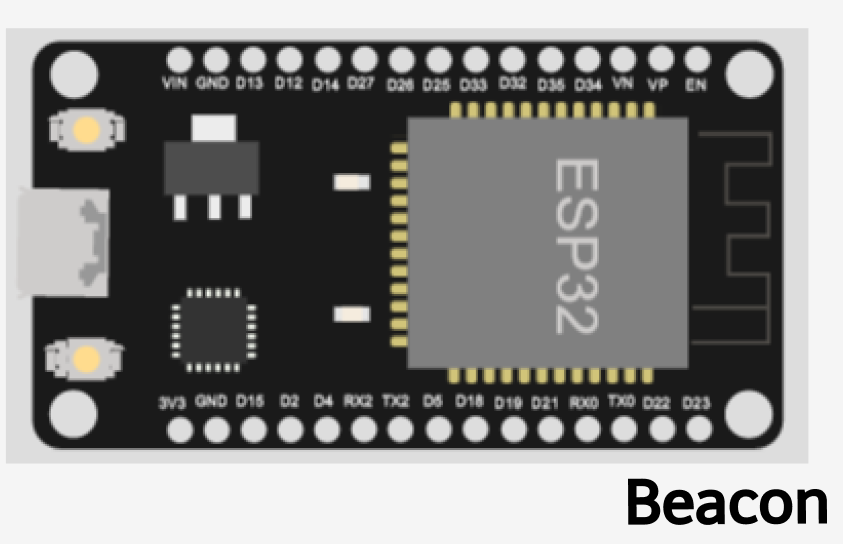 VIN GND D13 D12 D14 D27 D26 D25 D33 D32 D35 D34 VN VP EN
ESP32
3V3 GND D15 D2 D4 RX2 TX2 D5 D18 D19 D21 RX0 TX0 D22 D23
Beacon